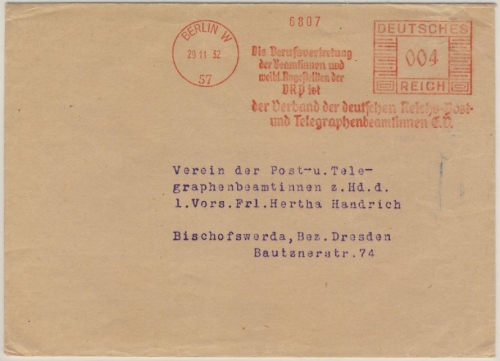 6807
BERLIN W
29 11 32
57
DEUTSCHES
004
REICH
Die Berufsvertretung
der Beamtinnen und
weibl. Angestellten der
DRP ist
der Verband der deutschen Reichs-Post-
und Telegraphenbeamtinnen E.V.
Verein der Post-u.Tele-
graphenbeamtinnen z.Hd.d.
1.Vors.Frl.Hertha Handrich
Bischofswerda,Bez.Dresden
Bautznerstr.74